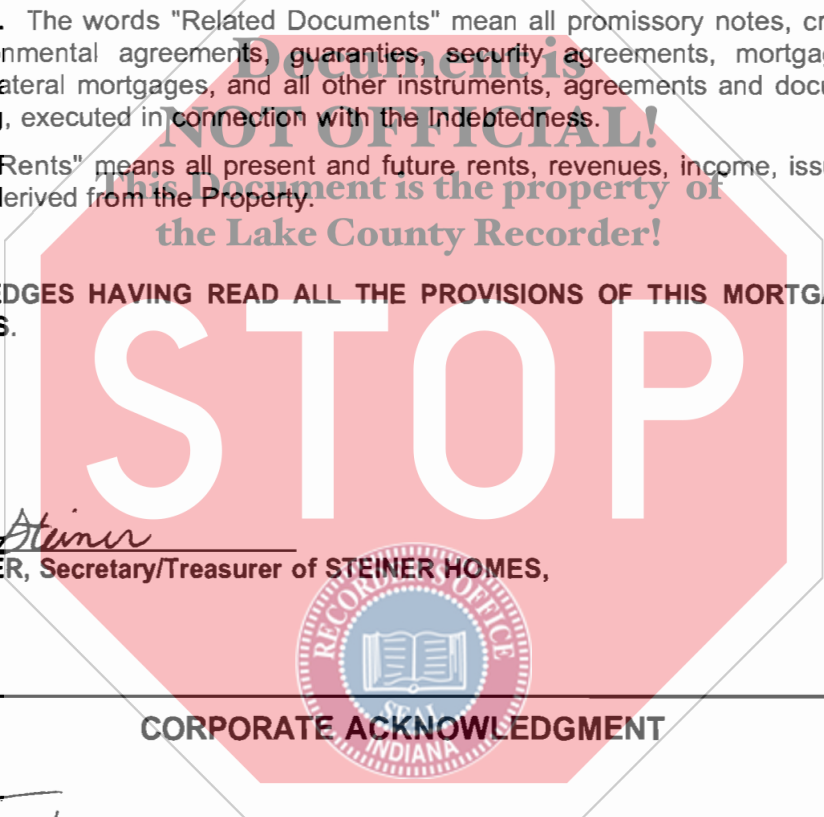 . The words "Related Documents" mean all promissory notes, cr
nmental agreements, guaranties, security agreements, mortga
ateral mortgages, and all other instruments, agreements and docu
, executed in connection with the Indebtedness.
Document is
NOT OFFICIAL!
Rents" means all present and future rents, revenues, income, iss
derived from the Property.
This Document is the property of
the Lake County Recorder!
EDGES HAVING READ ALL THE PROVISIONS OF THIS MORTGA
S.
STOP
Steiner
ER, Secretary/Treasurer of STEINER HOMES,
RECORDER'S OFFICE
SEAL
INDIANA
CORPORATE ACKNOWLEDGMENT